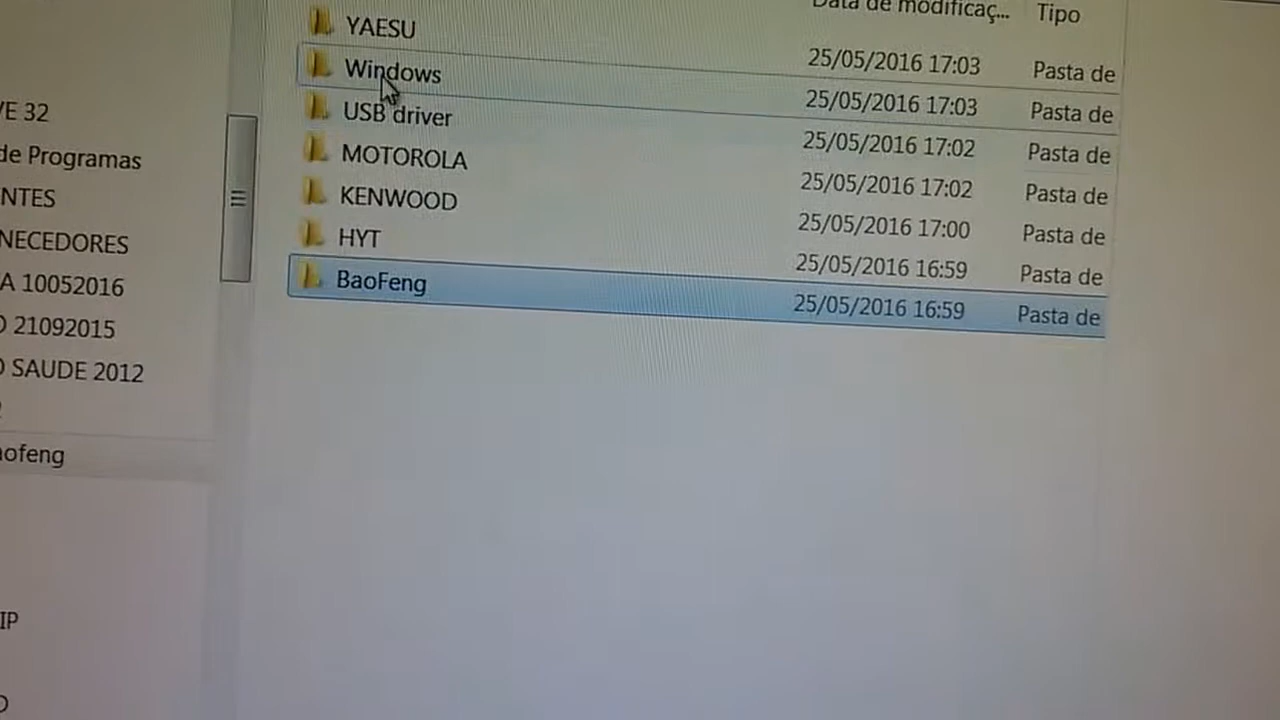 Data de modificaç... Tipo
YAESU 25/05/2016 17:03 Pasta de
Windows 25/05/2016 17:03 Pasta de
USB driver 25/05/2016 17:02 Pasta de
MOTOROLA 25/05/2016 17:02 Pasta de
KENWOOD 25/05/2016 17:00 Pasta de
HYT 25/05/2016 16:59 Pasta de
BaoFeng 25/05/2016 16:59 Pasta de
VE 32
de Programas
NTES
NECEDORES
A 10052016
O 21092015
O SAUDE 2012
aofeng
IP